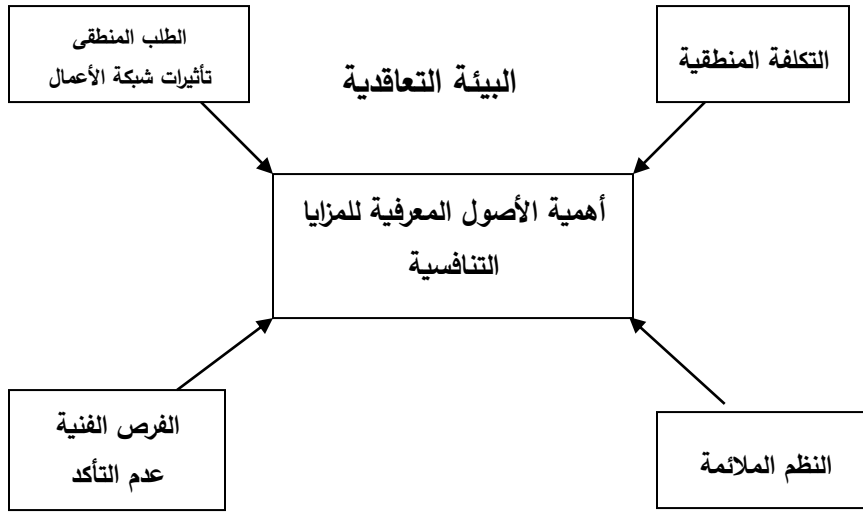 التكلفة المنطقية
البيئة التعاقدية
الطلب المنطقى
تأثيرات شبكة الأعمال
أهمية الأصول المعرفية للمزايا
التنافسية
النظم الملائمة
الفرص الفنية
عدم التأكد